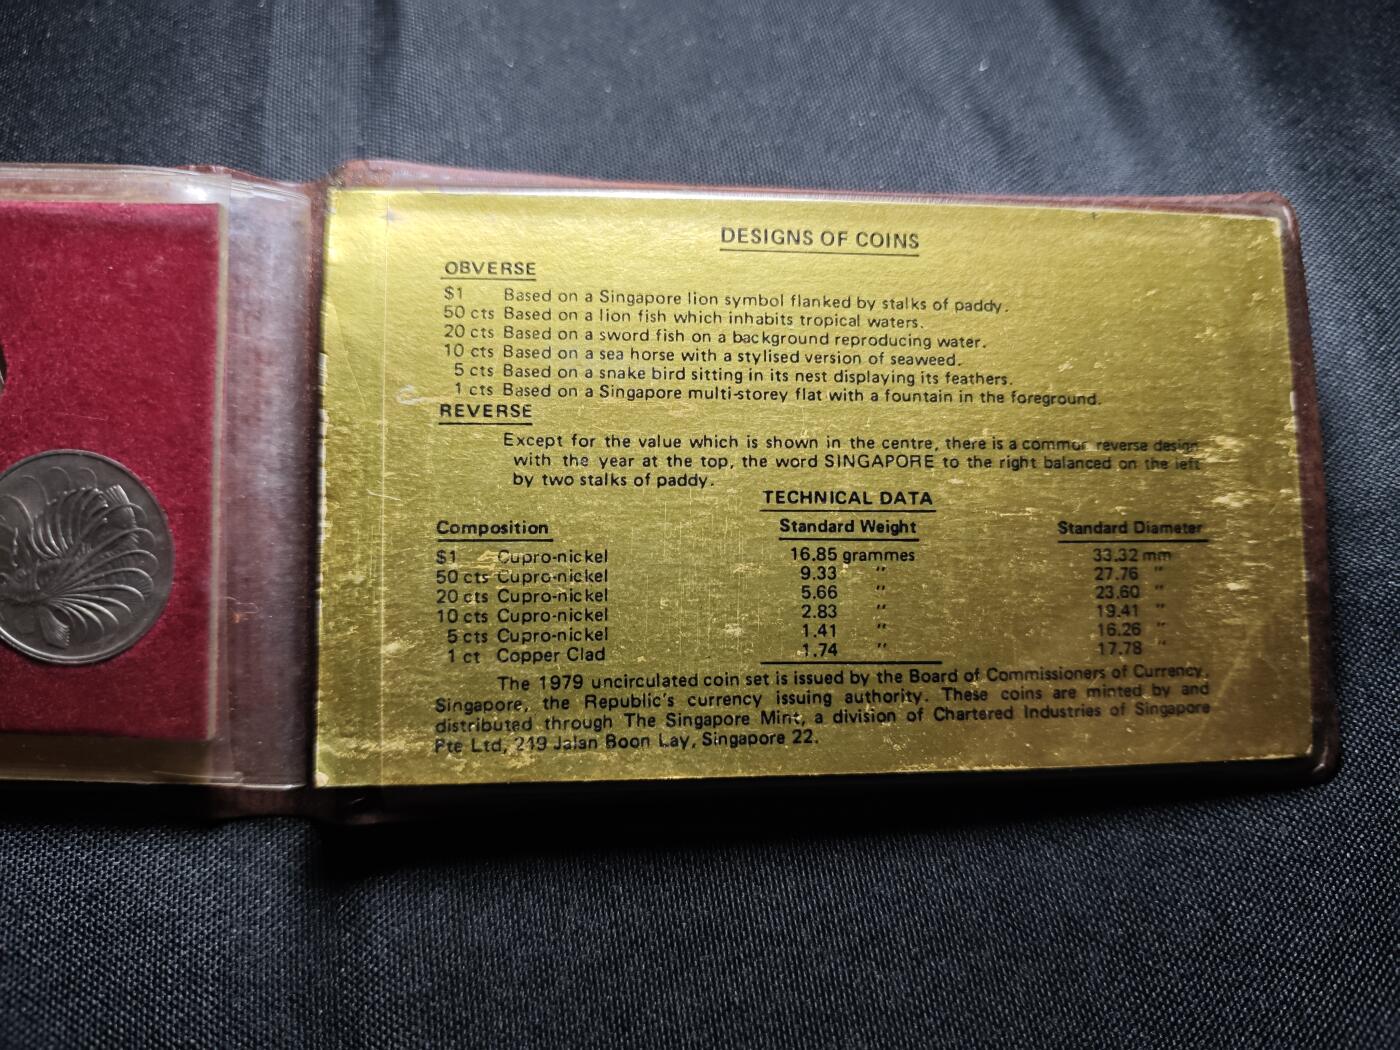 DESIGNS OF COINS
OBVERSE
$1 Based on a Singapore lion symbol flanked by stalks of paddy.
50 cts Based on a lion fish which inhabits tropical waters.
20 cts Based on a sword fish on a background reproducing water.
10 cts Based on a sea horse with a stylised version of seaweed.
5 cts Based on a snake bird sitting in its nest displaying its feathers.
1 cts Based on a Singapore multi-storey flat with a fountain in the foreground.
REVERSE
Except for the value which is shown in the centre, there is a common reverse design
with the year at the top, the word SINGAPORE to the right balanced on the left
by two stalks of paddy.
TECHNICAL DATA
Composition Standard Weight Standard Diameter
$1 Cupro-nickel 16.85 grammes 33.32 mm
50 cts Cupro-nickel 9.33 " 27.76 "
20 cts Cupro-nickel 5.66 " 23.60 "
10 cts Cupro-nickel 2.83 " 19.41 "
5 cts Cupro-nickel 1.41 " 16.26 "
1 ct Copper Clad 1.74 " 17.78 "
The 1979 uncirculated coin set is issued by the Board of Commissioners of Currency,
Singapore, the Republic's currency issuing authority. These coins are minted by and
distributed through The Singapore Mint, a division of Chartered Industries of Singapore
Pte Ltd, 249 Jalan Boon Lay, Singapore 22.